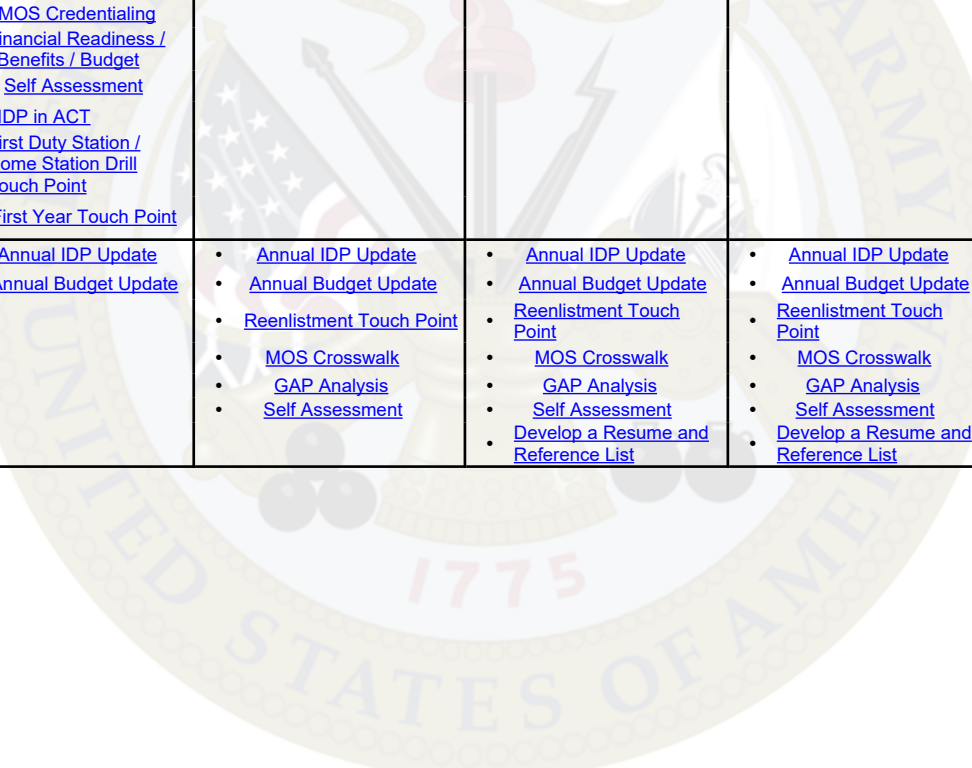 MOS Credentialing
inancial Readiness /
Benefits / Budget
Self Assessment
IDP in ACT
irst Duty Station /
ome Station Drill
ouch Point
First Year Touch Point
Annual IDP Update
Annual Budget Update
• Annual IDP Update
• Annual Budget Update
• Reenlistment Touch Point
• MOS Crosswalk
• GAP Analysis
• Self Assessment
• Annual IDP Update
• Annual Budget Update
• Reenlistment Touch
Point
• MOS Crosswalk
• GAP Analysis
• Self Assessment
• Develop a Resume and
Reference List
• Annual IDP Update
• Annual Budget Update
• Reenlistment Touch
Point
• MOS Crosswalk
• GAP Analysis
• Self Assessment
• Develop a Resume and
Reference List
1775
UNITED STATES OF AMERICA
ARMY